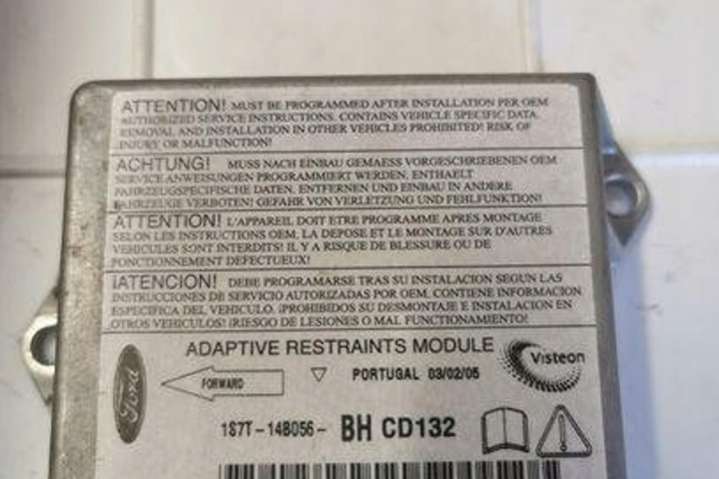 ATTENTION! MUST BE PROGRAMMED AFTER INSTALLATION PER OEM
AUTHORIZED SERVICE INSTRUCTIONS. CONTAINS VEHICLE SPECIFIC DATA.
REMOVAL AND INSTALLATION IN OTHER VEHICLES PROHIBITED! RISK OF
INJURY OR MALFUNCTION!
ACHTUNG! MUSS NACH EINBAU GEMAESS VORGESCHRIEBENEN OEM
SERVICE ANWEISUNGEN PROGRAMMIERT WERDEN. ENTHAELT
FAHRZEUGSPEZIFISCHE DATEN. ENTFERNEN UND EINBAU IN ANDERE
FAHRZEUGE VERBOTEN! GEFAHR VON VERLETZUNG UND FEHLFUNKTION!
ATTENTION! L'APPAREIL DOIT ETRE PROGRAMME APRES MONTAGE
SELON LES INSTRUCTIONS OEM. LA DEPOSE ET LE MONTAGE SUR D'AUTRES
VEHICULES SONT INTERDITS! IL Y A RISQUE DE BLESSURE OU DE
FONCTIONNEMENT DEFECTUEUX!
¡ATENCION! DEBE PROGRAMARSE TRAS SU INSTALACION SEGUN LAS
INSTRUCCIONES DE SERVICIO AUTORIZADAS POR OEM. CONTIENE INFORMACION
ESPECIFICA DEL VEHICULO. ¡PROHIBIDOS SU DESMONTAJE E INSTALACION EN
OTROS VEHICULOS! ¡RIESGO DE LESIONES O MAL FUNCIONAMIENTO!
ADAPTIVE RESTRAINTS MODULE
Visteon
Ford
FORWARD
PORTUGAL 03/02/05
1S7T-14B056- BH CD132